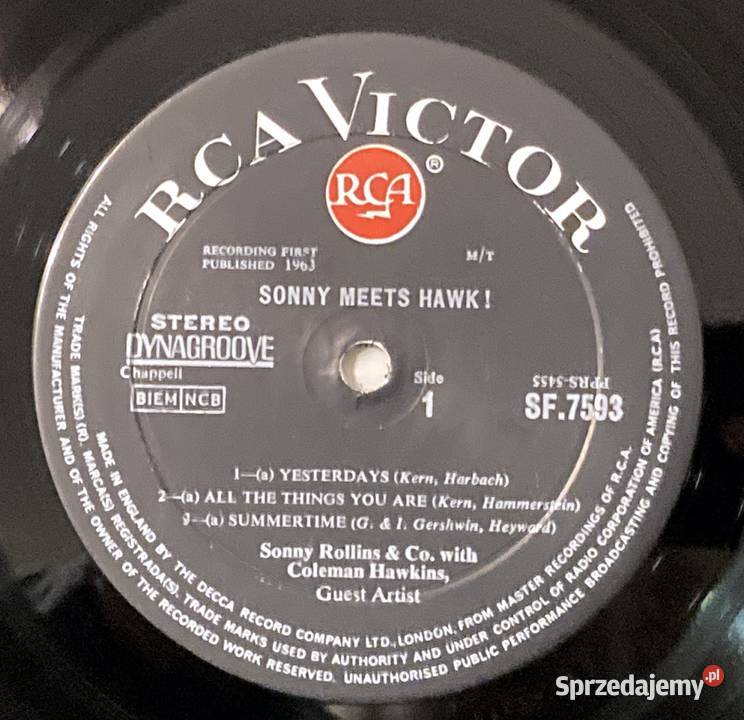 RCA VICTOR
RCA ®
RECORDING FIRST
PUBLISHED 1963
M/T
SONNY MEETS HAWK!
STEREO
DYNAGROOVE
Chappell
BIEM NCB
Side
1
PPRS-5455
SF.7593
1—(a) YESTERDAYS (Kern, Harbach)
2—(a) ALL THE THINGS YOU ARE (Kern, Hammerstein)
3—(a) SUMMERTIME (G. & I. Gershwin, Heyward)
Sonny Rollins & Co. with
Coleman Hawkins,
Guest Artist
TRADE MARK(S) (R). MARCA(S) REGISTRADA(S). TRADE MARKS USED BY AUTHORITY AND UNDER CONTROL OF RADIO CORPORATION OF AMERICA (R.C.A)
MADE IN ENGLAND BY THE DECCA RECORD COMPANY LTD., LONDON, FROM MASTER RECORDINGS OF R.C.A.
ALL RIGHTS OF THE MANUFACTURER AND OF THE OWNER OF THE RECORDED WORK RESERVED. UNAUTHORISED PUBLIC PERFORMANCE BROADCASTING AND COPYING OF THIS RECORD PROHIBITED
Sprzedajemy.pl